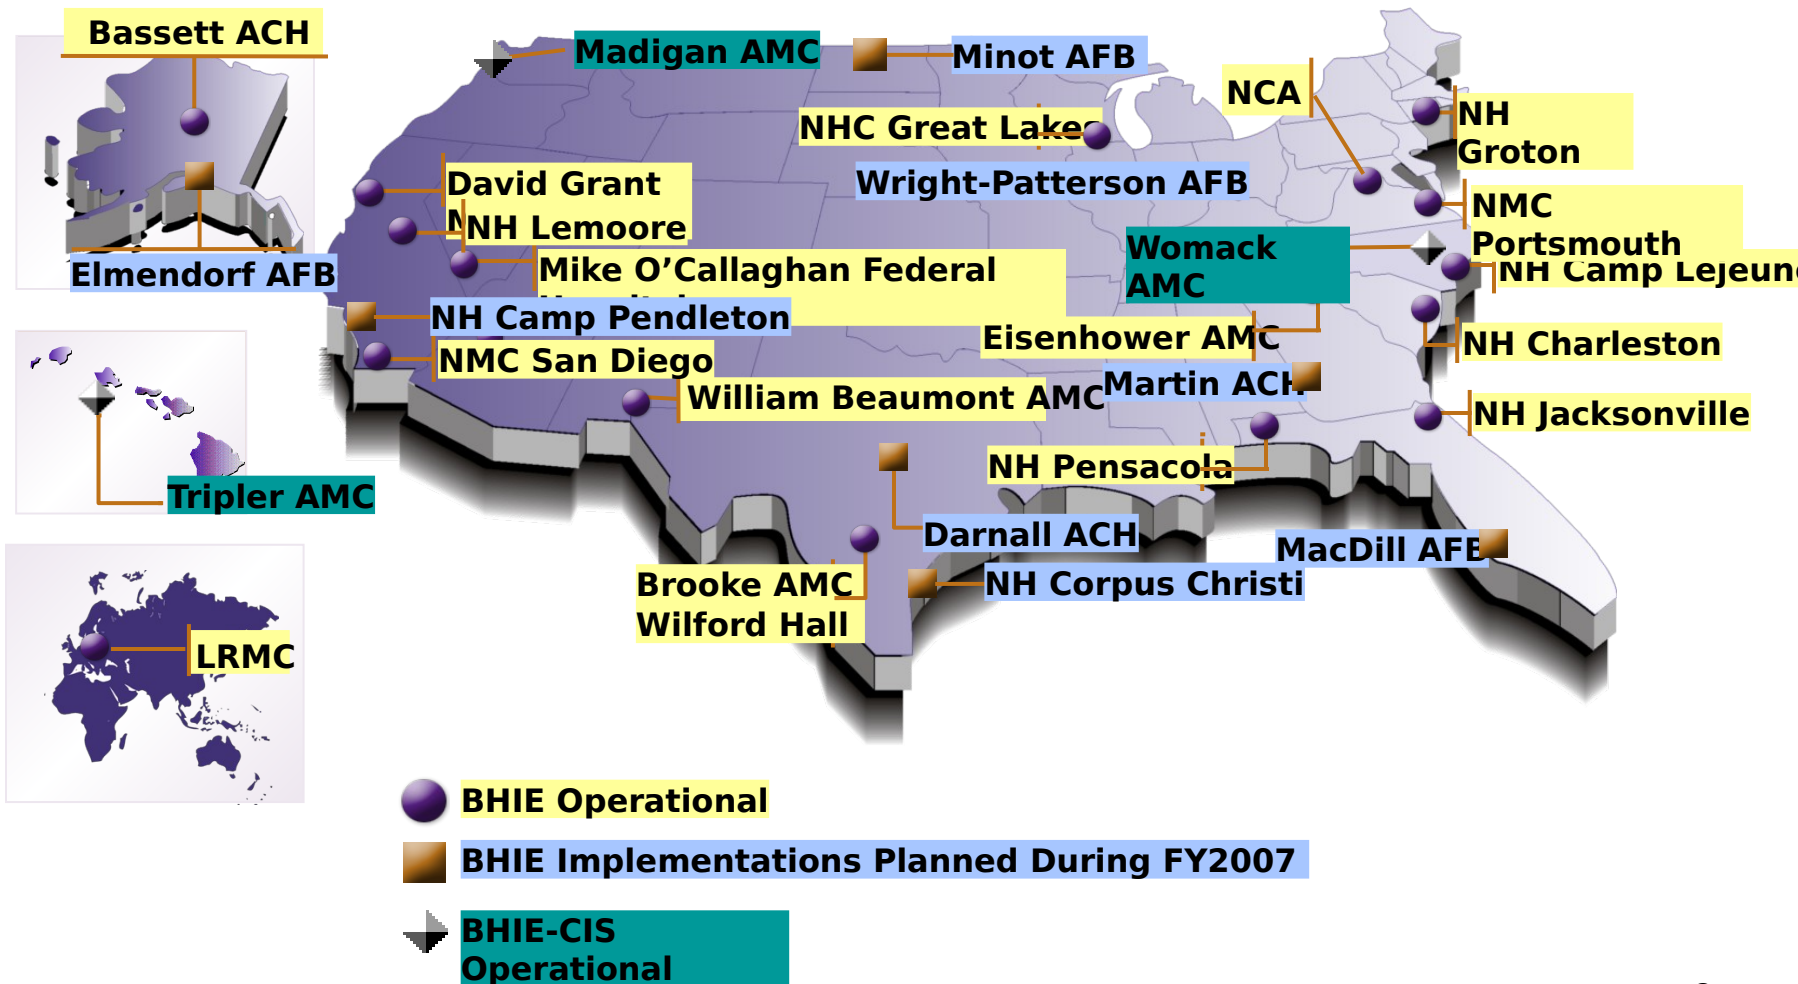 Bassett ACH
Madigan AMC
Minot AFB
NCA
NHC Great Lakes
NH
Groton
Wright-Patterson AFB
David Grant
NH Lemoore
NMC
Portsmouth
Womack
AMC
Mike O’Callaghan Federal
NH Camp Lejeune
Elmendorf AFB
NH Camp Pendleton
Eisenhower AMC
NH Charleston
NMC San Diego
Martin ACH
William Beaumont AMC
NH Jacksonville
NH Pensacola
Tripler AMC
Darnall ACH
MacDill AFB
Brooke AMC
Wilford Hall
NH Corpus Christi
LRMC
BHIE Operational
BHIE Implementations Planned During FY2007
BHIE-CIS
Operational